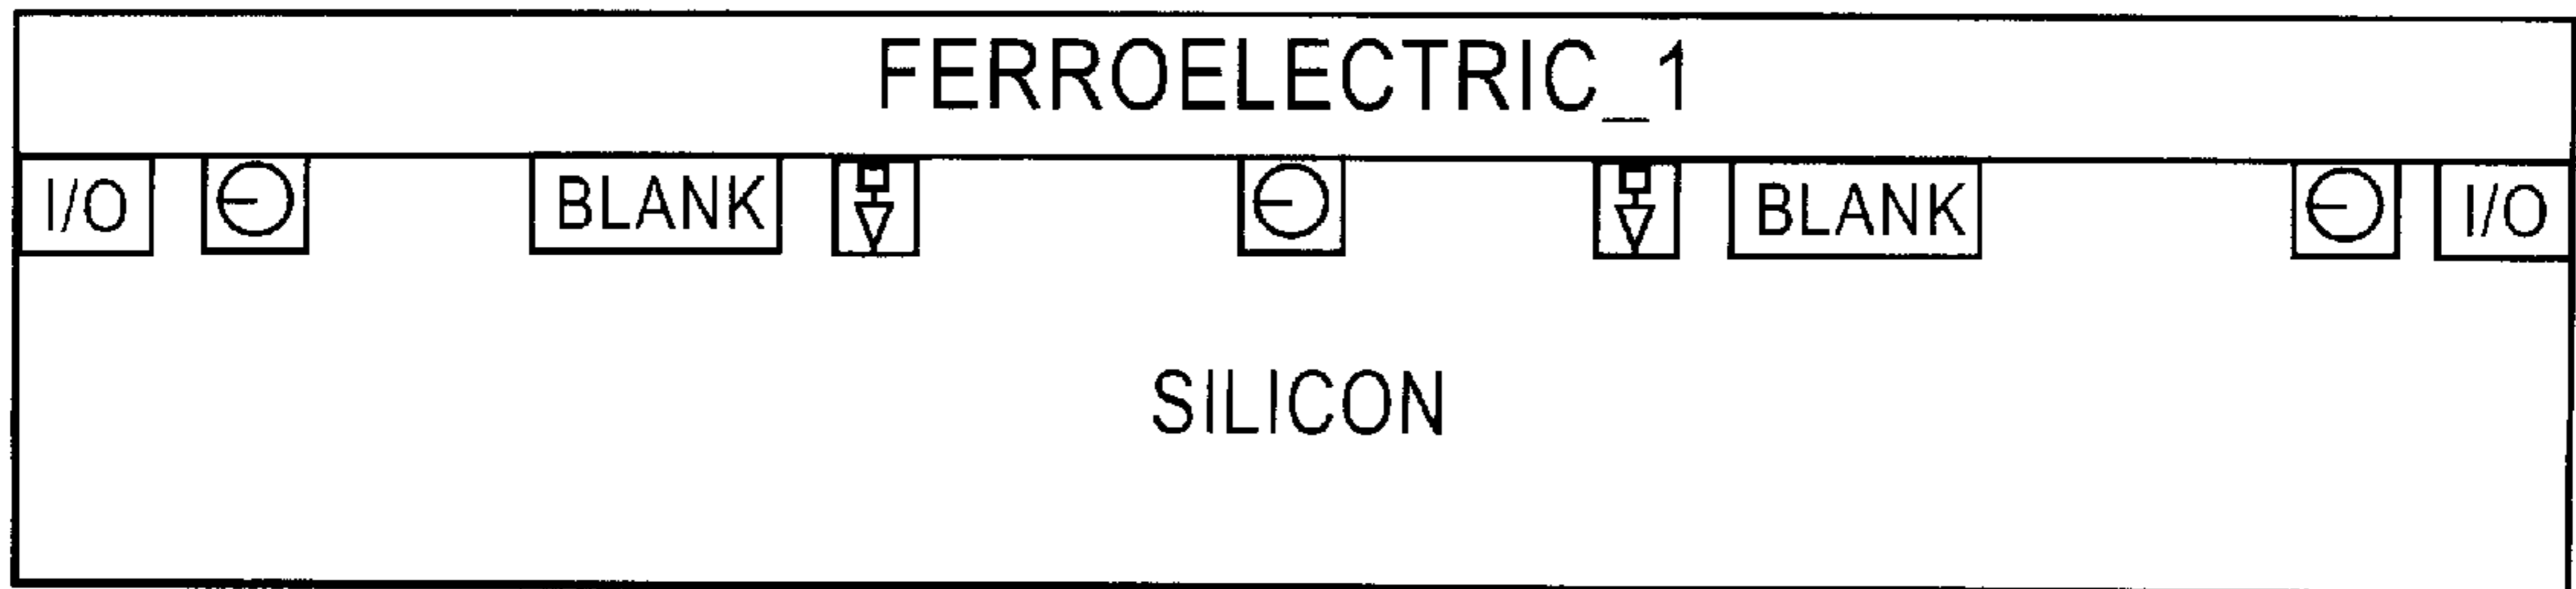 FERROELECTRIC_1
I/O BLANK BLANK I/O
SILICON